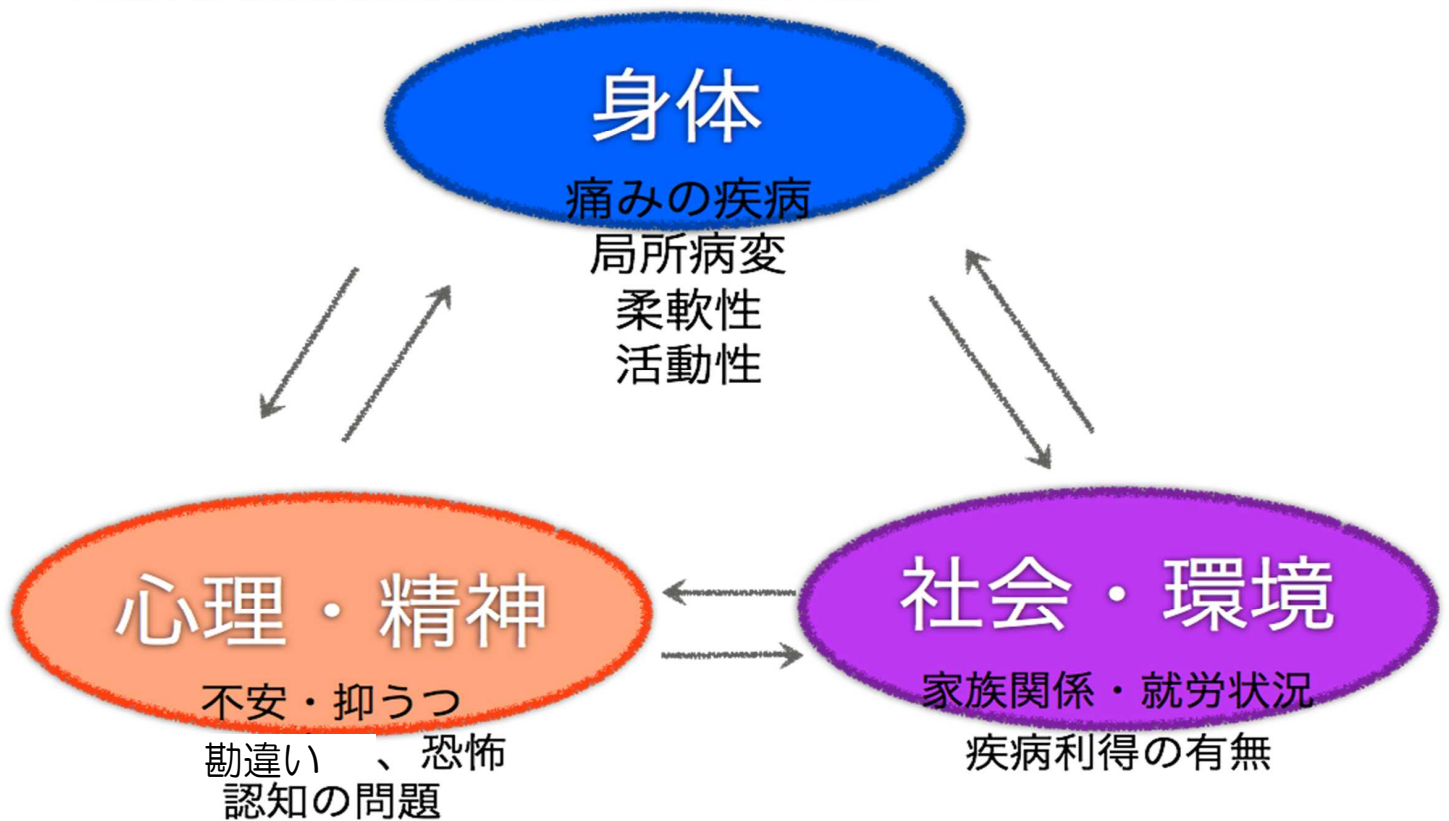 身体
痛みの疾病
局所病変
柔軟性
活動性
心理・精神
不安・抑うつ
勘違い 、恐怖
認知の問題
社会・環境
家族関係・就労状況
疾病利得の有無